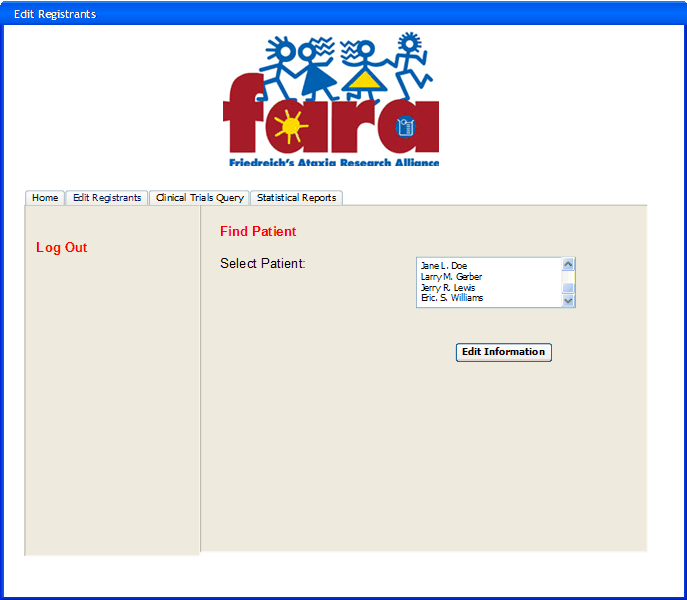 Edit Registrants
fara
Friedreich's Ataxia Research Alliance
Home Edit Registrants Clinical Trials Query Statistical Reports
Log Out
Find Patient
Select Patient:
Jane L. Doe
Larry M. Gerber
Jerry R. Lewis
Eric. S. Williams
Edit Information